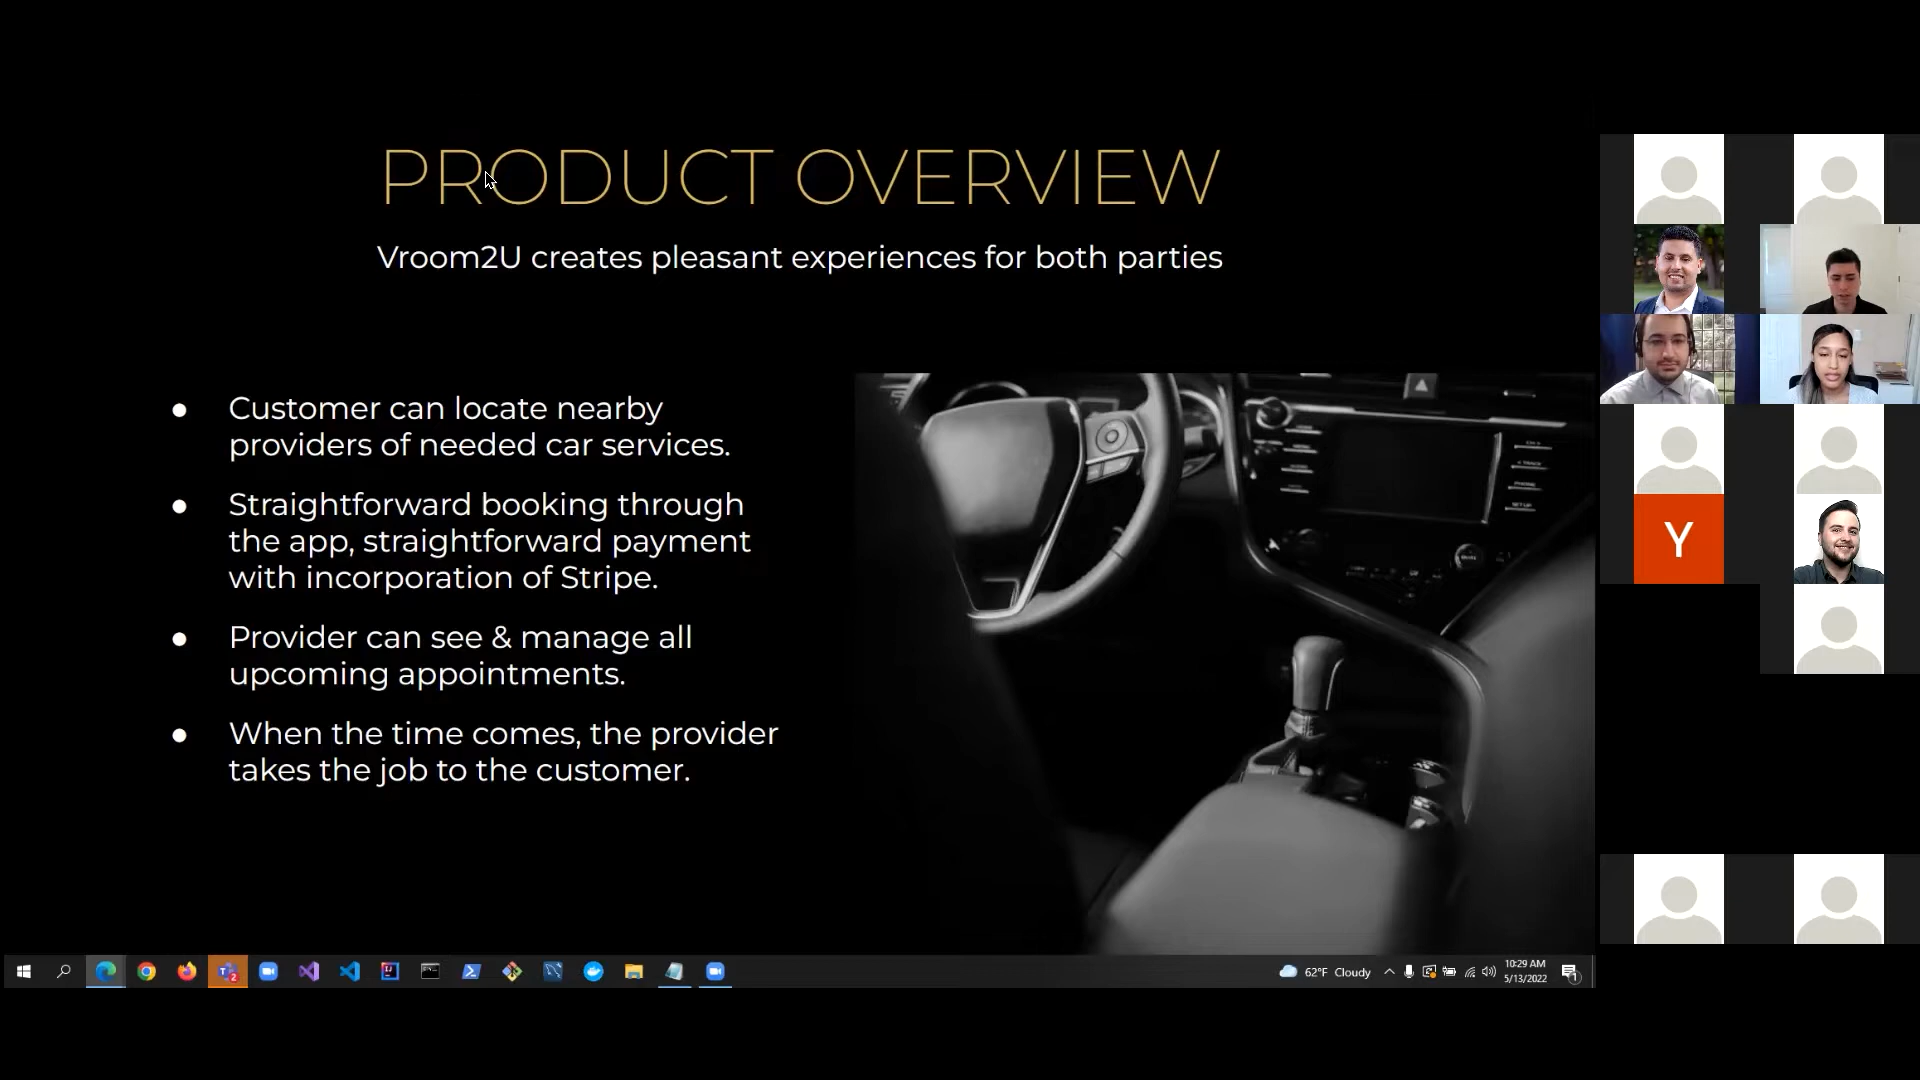 PRODUCT OVERVIEW
Vroom2U creates pleasant experiences for both parties
● Customer can locate nearby
providers of needed car services.
● Straightforward booking through
the app, straightforward payment
with incorporation of Stripe.
● Provider can see & manage all
upcoming appointments.
● When the time comes, the provider
takes the job to the customer.
Y
62°F Cloudy
10:29 AM
5/13/2022